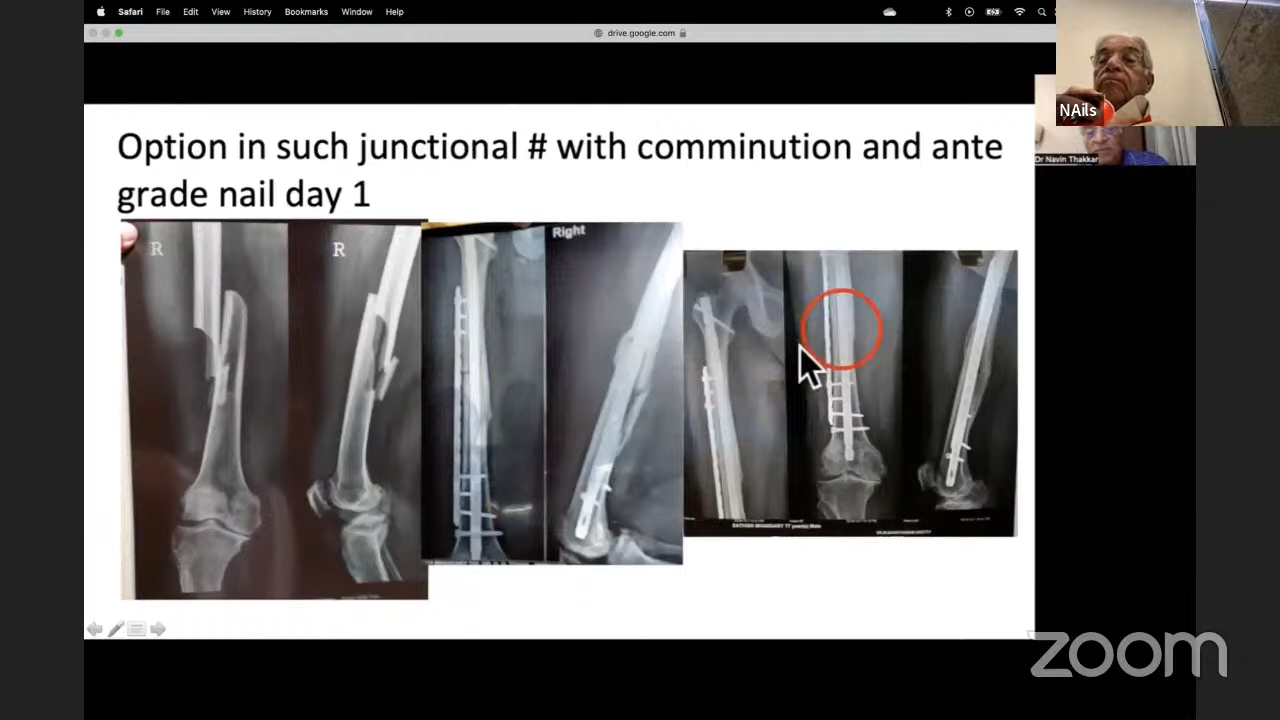 Safari File Edit View History Bookmarks Window Help
drive.google.com
NAils
Dr Navin Thakkar
Option in such junctional # with comminution and ante
grade nail day 1
R
R
Right
zoom